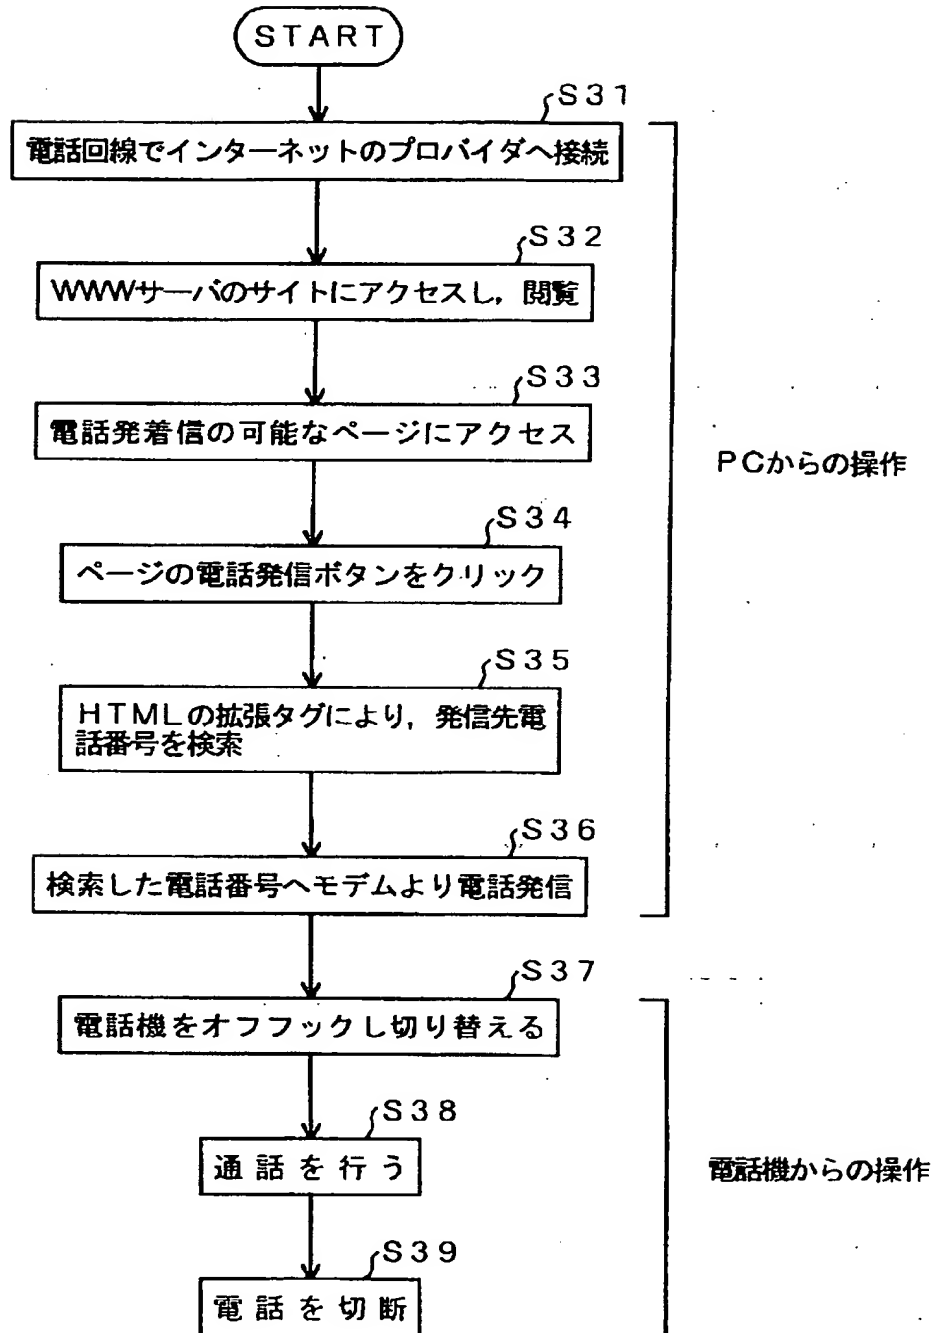 START
S31
電話回線でインターネットのプロバイダへ接続
S32
WWWサーバのサイトにアクセスし，閲覧
S33
電話発着信の可能なページにアクセス
PCからの操作
S34
ページの電話発信ボタンをクリック
S35
HTMLの拡張タグにより，発信先電
話番号を検索
S36
検索した電話番号へモデムより電話発信
S37
電話機をオフフックし切り替える
S38
通話を行う
電話機からの操作
S39
電話を切断